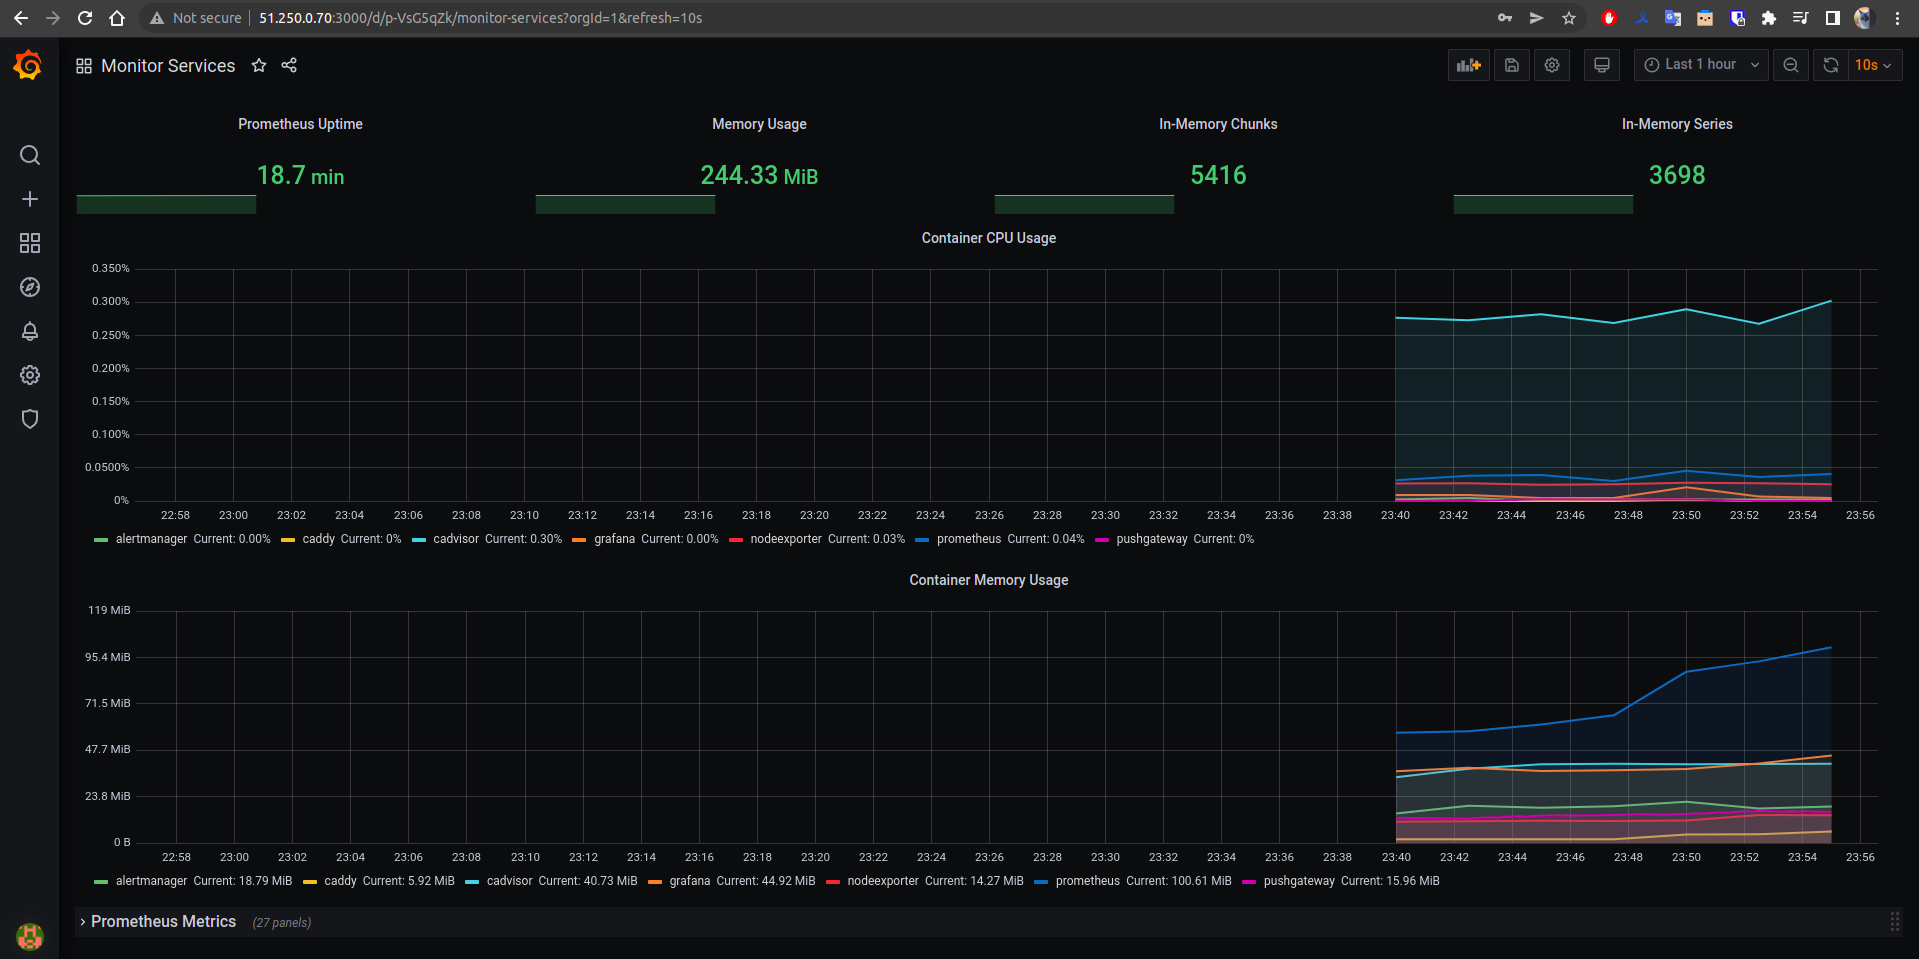 Not secure | 51.250.0.70:3000/d/p-VsG5qZk/monitor-services?orgId=1&refresh=10s
Monitor Services
Last 1 hour
10s
Prometheus Uptime
Memory Usage
In-Memory Chunks
In-Memory Series
18.7 min
244.33 MiB
5416
3698
Container CPU Usage
0.350%
0.300%
0.250%
0.200%
0.150%
0.100%
0.0500%
0%
22:58 23:00 23:02 23:04 23:06 23:08 23:10 23:12 23:14 23:16 23:18 23:20 23:22 23:24 23:26 23:28 23:30 23:32 23:34 23:36 23:38 23:40 23:42 23:44 23:46 23:48 23:50 23:52 23:54 23:56
alertmanager Current: 0.00% caddy Current: 0% cadvisor Current: 0.30% grafana Current: 0.00% nodeexporter Current: 0.03% prometheus Current: 0.04% pushgateway Current: 0%
Container Memory Usage
119 MiB
95.4 MiB
71.5 MiB
47.7 MiB
23.8 MiB
0 B
22:58 23:00 23:02 23:04 23:06 23:08 23:10 23:12 23:14 23:16 23:18 23:20 23:22 23:24 23:26 23:28 23:30 23:32 23:34 23:36 23:38 23:40 23:42 23:44 23:46 23:48 23:50 23:52 23:54 23:56
alertmanager Current: 18.79 MiB caddy Current: 5.92 MiB cadvisor Current: 40.73 MiB grafana Current: 44.92 MiB nodeexporter Current: 14.27 MiB prometheus Current: 100.61 MiB pushgateway Current: 15.96 MiB
Prometheus Metrics (27 panels)